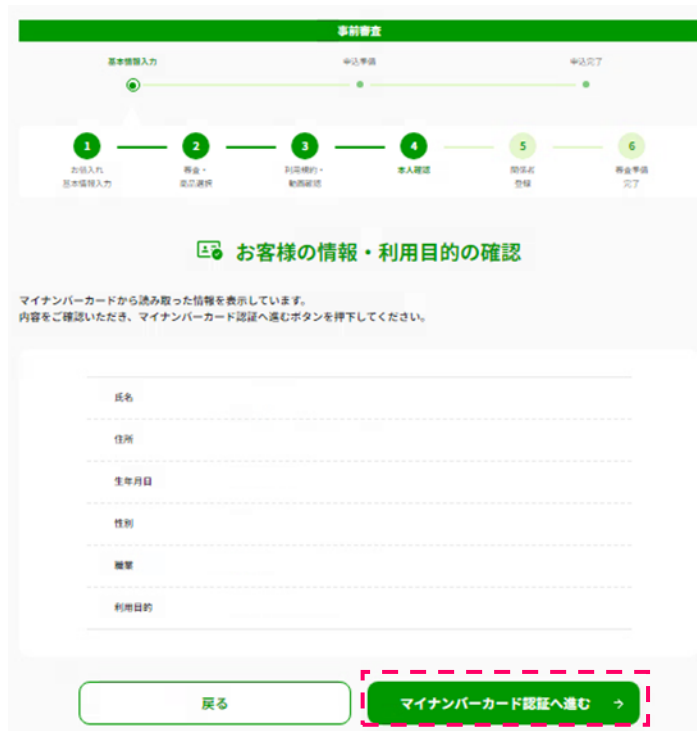 事前審査
基本情報入力 申込準備 申込完了
1 2 3 4 5 6
お借入れ 審査・ 利用規約・ 本人確認 関係者 審査準備
基本情報入力 商品選択 動画確認 登録 完了
お客様の情報・利用目的の確認
マイナンバーカードから読み取った情報を表示しています。
内容をご確認いただき、マイナンバーカード認証へ進むボタンを押下してください。
氏名
住所
生年月日
性別
職業
利用目的
戻る マイナンバーカード認証へ進む →